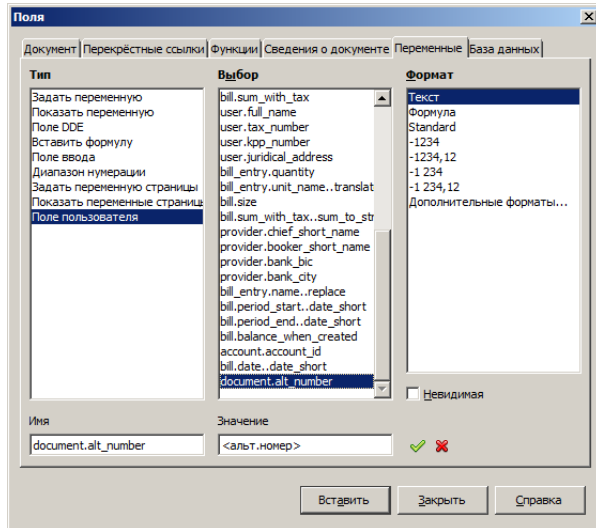 Поля
Документ Перекрёстные ссылки Функции Сведения о документе Переменные База данных
Тип
Задать переменную
Показать переменную
Поле DDE
Вставить формулу
Поле ввода
Диапазон нумерации
Задать переменную страницы
Показать переменные страниц
Поле пользователя
Выбор
bill.sum_with_tax
user.full_name
user.tax_number
user.kpp_number
user.juridical_address
bill_entry.quantity
bill_entry.unit_name..translat
bill.size
bill.sum_with_tax..sum_to_str
provider.chief_short_name
provider.booker_short_name
provider.bank_bic
provider.bank_city
bill_entry.name..replace
bill.period_start..date_short
bill.period_end..date_short
bill.balance_when_created
account.account_id
bill.date..date_short
document.alt_number
Формат
Текст
Формула
Standard
-1234
-1234,12
-1 234
-1 234,12
Дополнительные форматы...
Невидимая
Имя
document.alt_number
Значение
<альт.номер>
Вставить Закрыть Справка